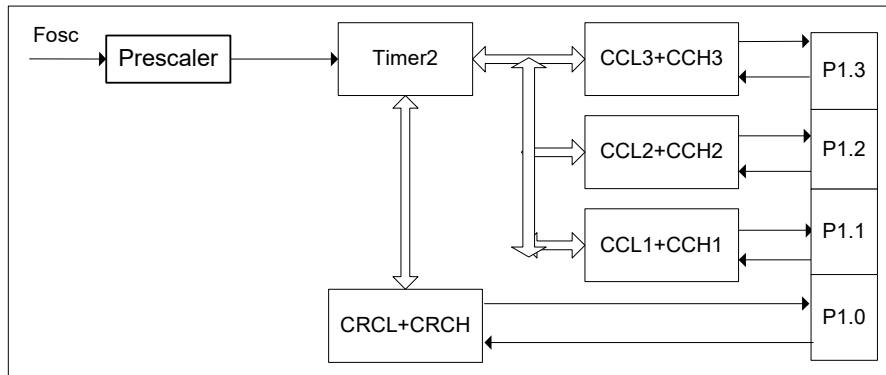 Fosc
Prescaler
Timer2
CCL3+CCH3
P1.3
CCL2+CCH2
P1.2
CCL1+CCH1
P1.1
CRCL+CRCH
P1.0